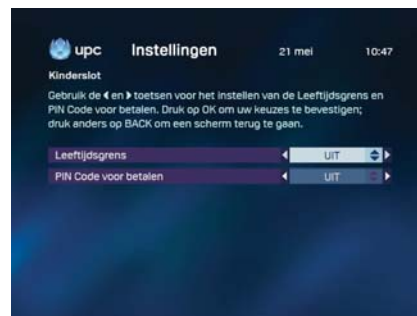 upc Instellingen 21 mei 10:47
Kinderslot
Gebruik de en toetsen voor het instellen van de Leeftijdsgrens en
PIN Code voor betalen. Druk op OK om uw keuzes te bevestigen;
druk anders op BACK om een scherm terug te gaan.
Leeftijdsgrens UIT
PIN Code voor betalen UIT